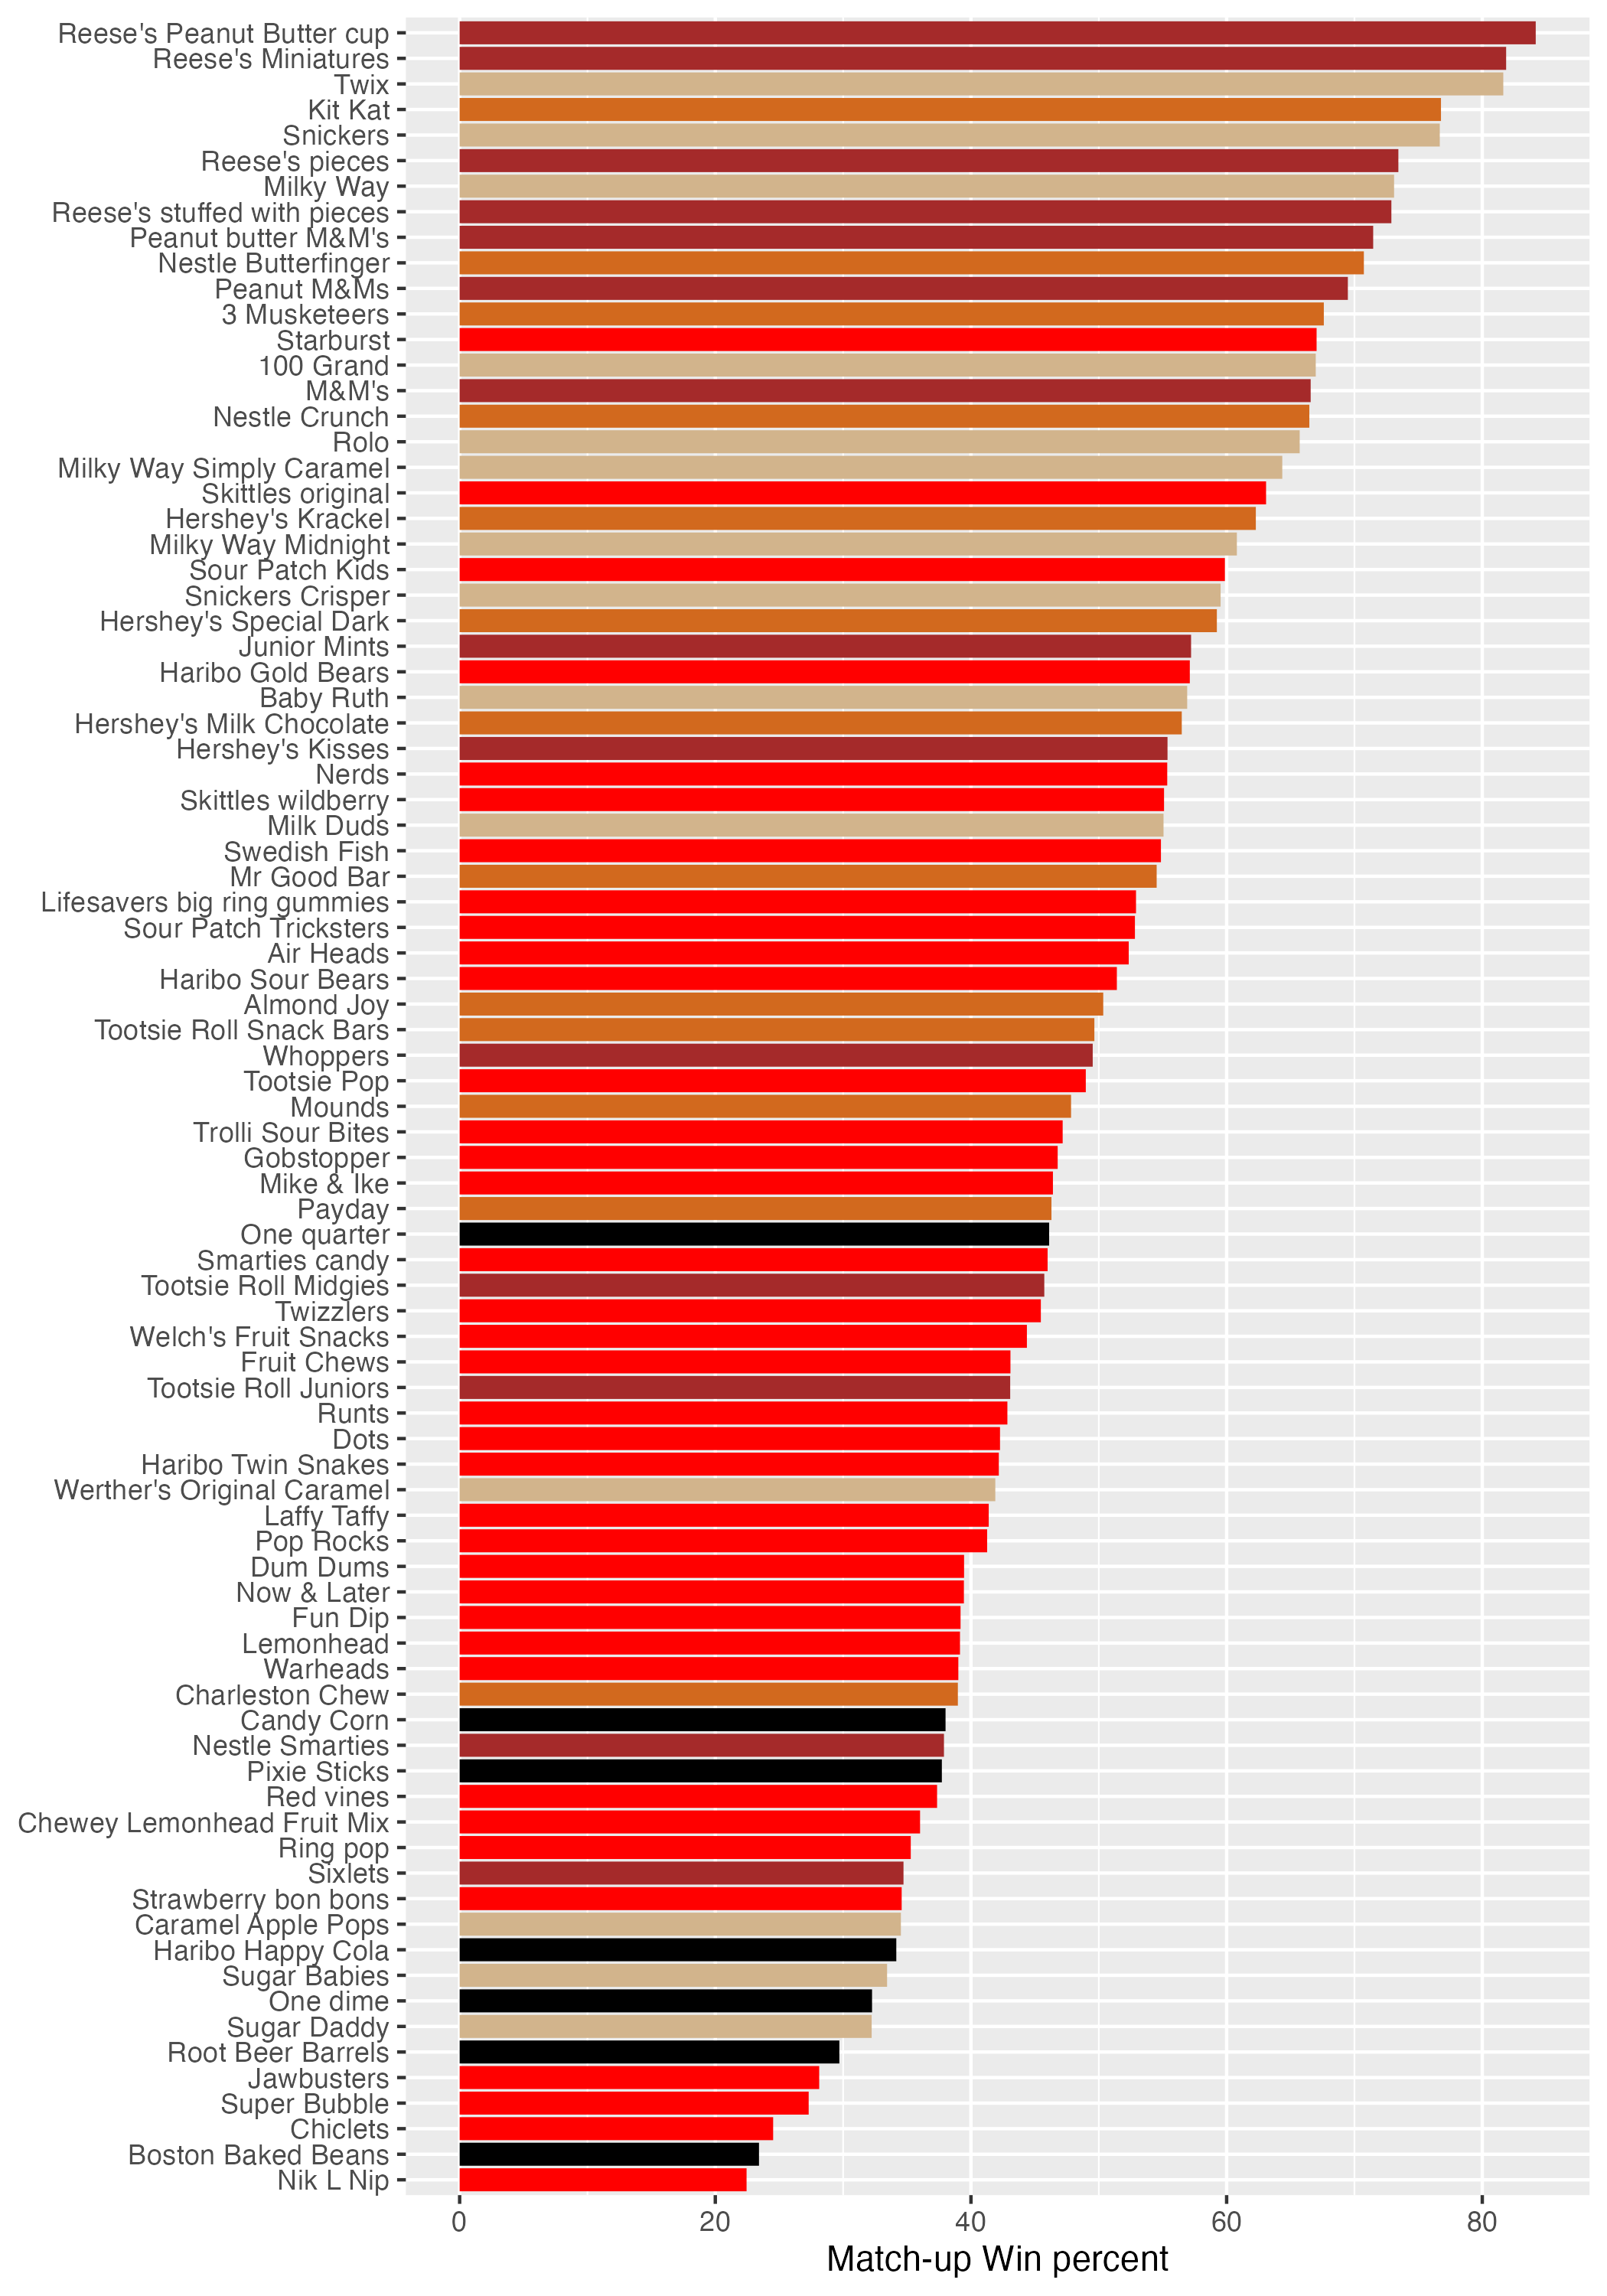 Reese's Peanut Butter cup
Reese's Miniatures
Twix
Kit Kat
Snickers
Reese's pieces
Milky Way
Reese's stuffed with pieces
Peanut butter M&M's
Nestle Butterfinger
Peanut M&Ms
3 Musketeers
Starburst
100 Grand
M&M's
Nestle Crunch
Rolo
Milky Way Simply Caramel
Skittles original
Hershey's Krackel
Milky Way Midnight
Sour Patch Kids
Snickers Crisper
Hershey's Special Dark
Junior Mints
Haribo Gold Bears
Baby Ruth
Hershey's Milk Chocolate
Hershey's Kisses
Nerds
Skittles wildberry
Milk Duds
Swedish Fish
Mr Good Bar
Lifesavers big ring gummies
Sour Patch Tricksters
Air Heads
Haribo Sour Bears
Almond Joy
Tootsie Roll Snack Bars
Whoppers
Tootsie Pop
Mounds
Trolli Sour Bites
Gobstopper
Mike & Ike
Payday
One quarter
Smarties candy
Tootsie Roll Midgies
Twizzlers
Welch's Fruit Snacks
Fruit Chews
Tootsie Roll Juniors
Runts
Dots
Haribo Twin Snakes
Werther's Original Caramel
Laffy Taffy
Pop Rocks
Dum Dums
Now & Later
Fun Dip
Lemonhead
Warheads
Charleston Chew
Candy Corn
Nestle Smarties
Pixie Sticks
Red vines
Chewey Lemonhead Fruit Mix
Ring pop
Sixlets
Strawberry bon bons
Caramel Apple Pops
Haribo Happy Cola
Sugar Babies
One dime
Sugar Daddy
Root Beer Barrels
Jawbusters
Super Bubble
Chiclets
Boston Baked Beans
Nik L Nip
0 20 40 60 80
Match-up Win percent